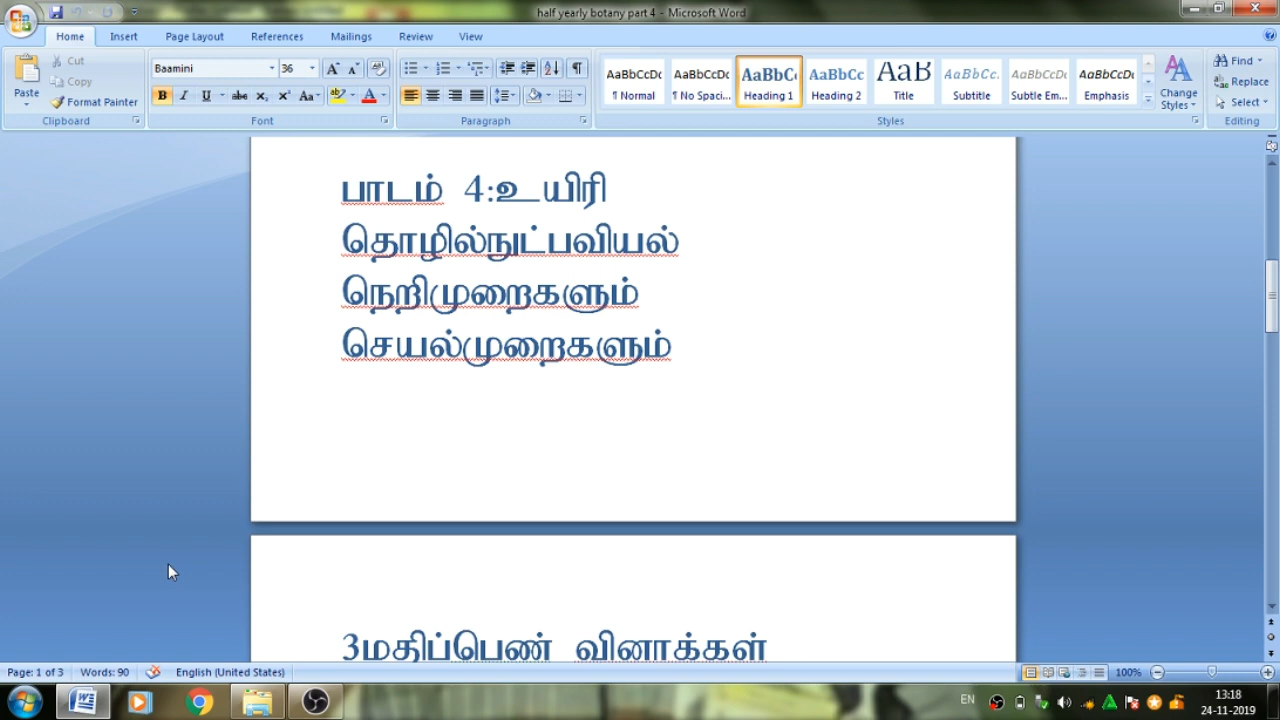 half yearly botany part 4 - Microsoft Word
Home Insert Page Layout References Mailings Review View
Paste
Cut
Copy
Format Painter
Clipboard
Baamini 36
Font
Paragraph
AaBbCcDc AaBbCcDc AaBbC AaBbCc AaB AaBbCc. AaBbCcDc AaBbCcDc
¶ Normal ¶ No Spaci... Heading 1 Heading 2 Title Subtitle Subtle Em... Emphasis
Change Styles
Styles
Find
Replace
Select
Editing
பாடம் 4:உயிரி
தொழில்நுட்பவியல்
நெறிமுறைகளும்
செயல்முறைகளும்
3மதிப்பெண் வினாக்கள்
Page: 1 of 3 Words: 90 English (United States) 100%
EN 13:18
24-11-2019